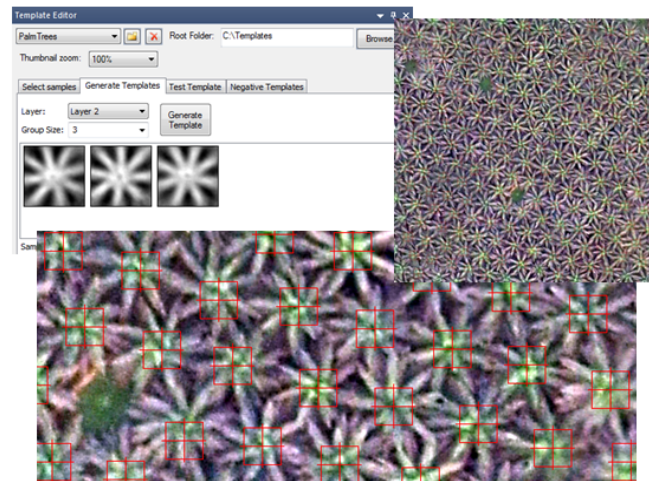 Template Editor
PalmTrees Root Folder: C:\Templates Browse
Thumbnail zoom: 100%
Select samples Generate Templates Test Template Negative Templates
Layer: Layer 2 Generate Template
Group Size: 3
Sam